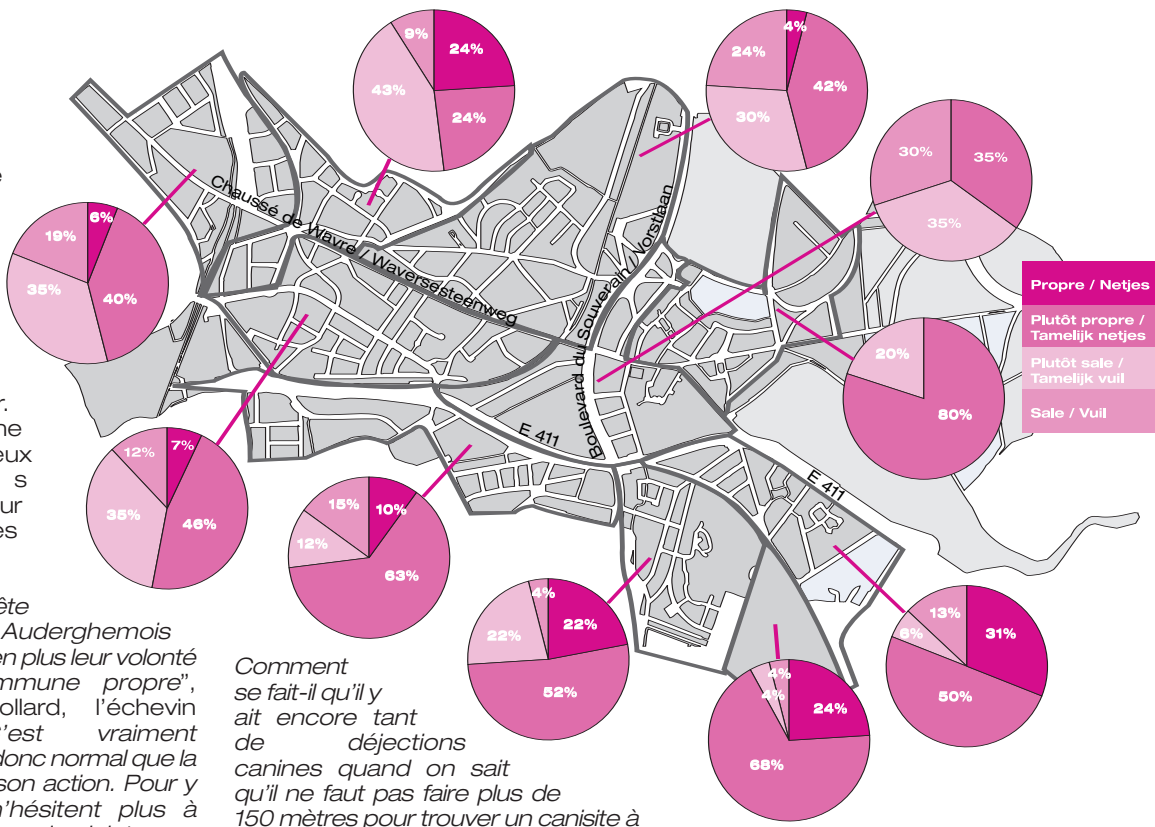 9%
24%
43%
24%
4%
24%
42%
30%
30%
35%
35%
6%
19%
35%
40%
Chaussé de Wavre / Waversesteenweg
Boulevard du Souverain / Vorstlaan
Propre / Netjes
Plutôt propre /
Tamelijk netjes
Plutôt sale /
Tamelijk vuil
Sale / Vuil
20%
80%
E 411
E 411
7%
12%
35%
46%
10%
15%
12%
63%
4%
22%
22%
52%
4%
4%
24%
68%
13%
31%
6%
50%
e
r.
ne
eux
s
ur
es
ête
Auderghemois
en plus leur volonté
mmune propre",
ollard, l'échevin
'est vraiment
donc normal que la
son action. Pour y
n'hésitent plus à
Comment
se fait-il qu'il y
ait encore tant
de déjections
canines quand on sait
qu'il ne faut pas faire plus de
150 mètres pour trouver un canisite à